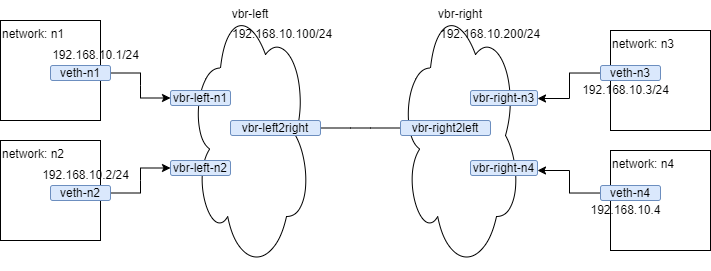 vbr-left
vbr-right
192.168.10.100/24
192.168.10.200/24
network: n1
192.168.10.1/24
veth-n1
vbr-left-n1
network: n3
veth-n3
192.168.10.3/24
vbr-right-n3
vbr-left2right
vbr-right2left
network: n2
192.168.10.2/24
veth-n2
vbr-left-n2
network: n4
vbr-right-n4
veth-n4
192.168.10.4